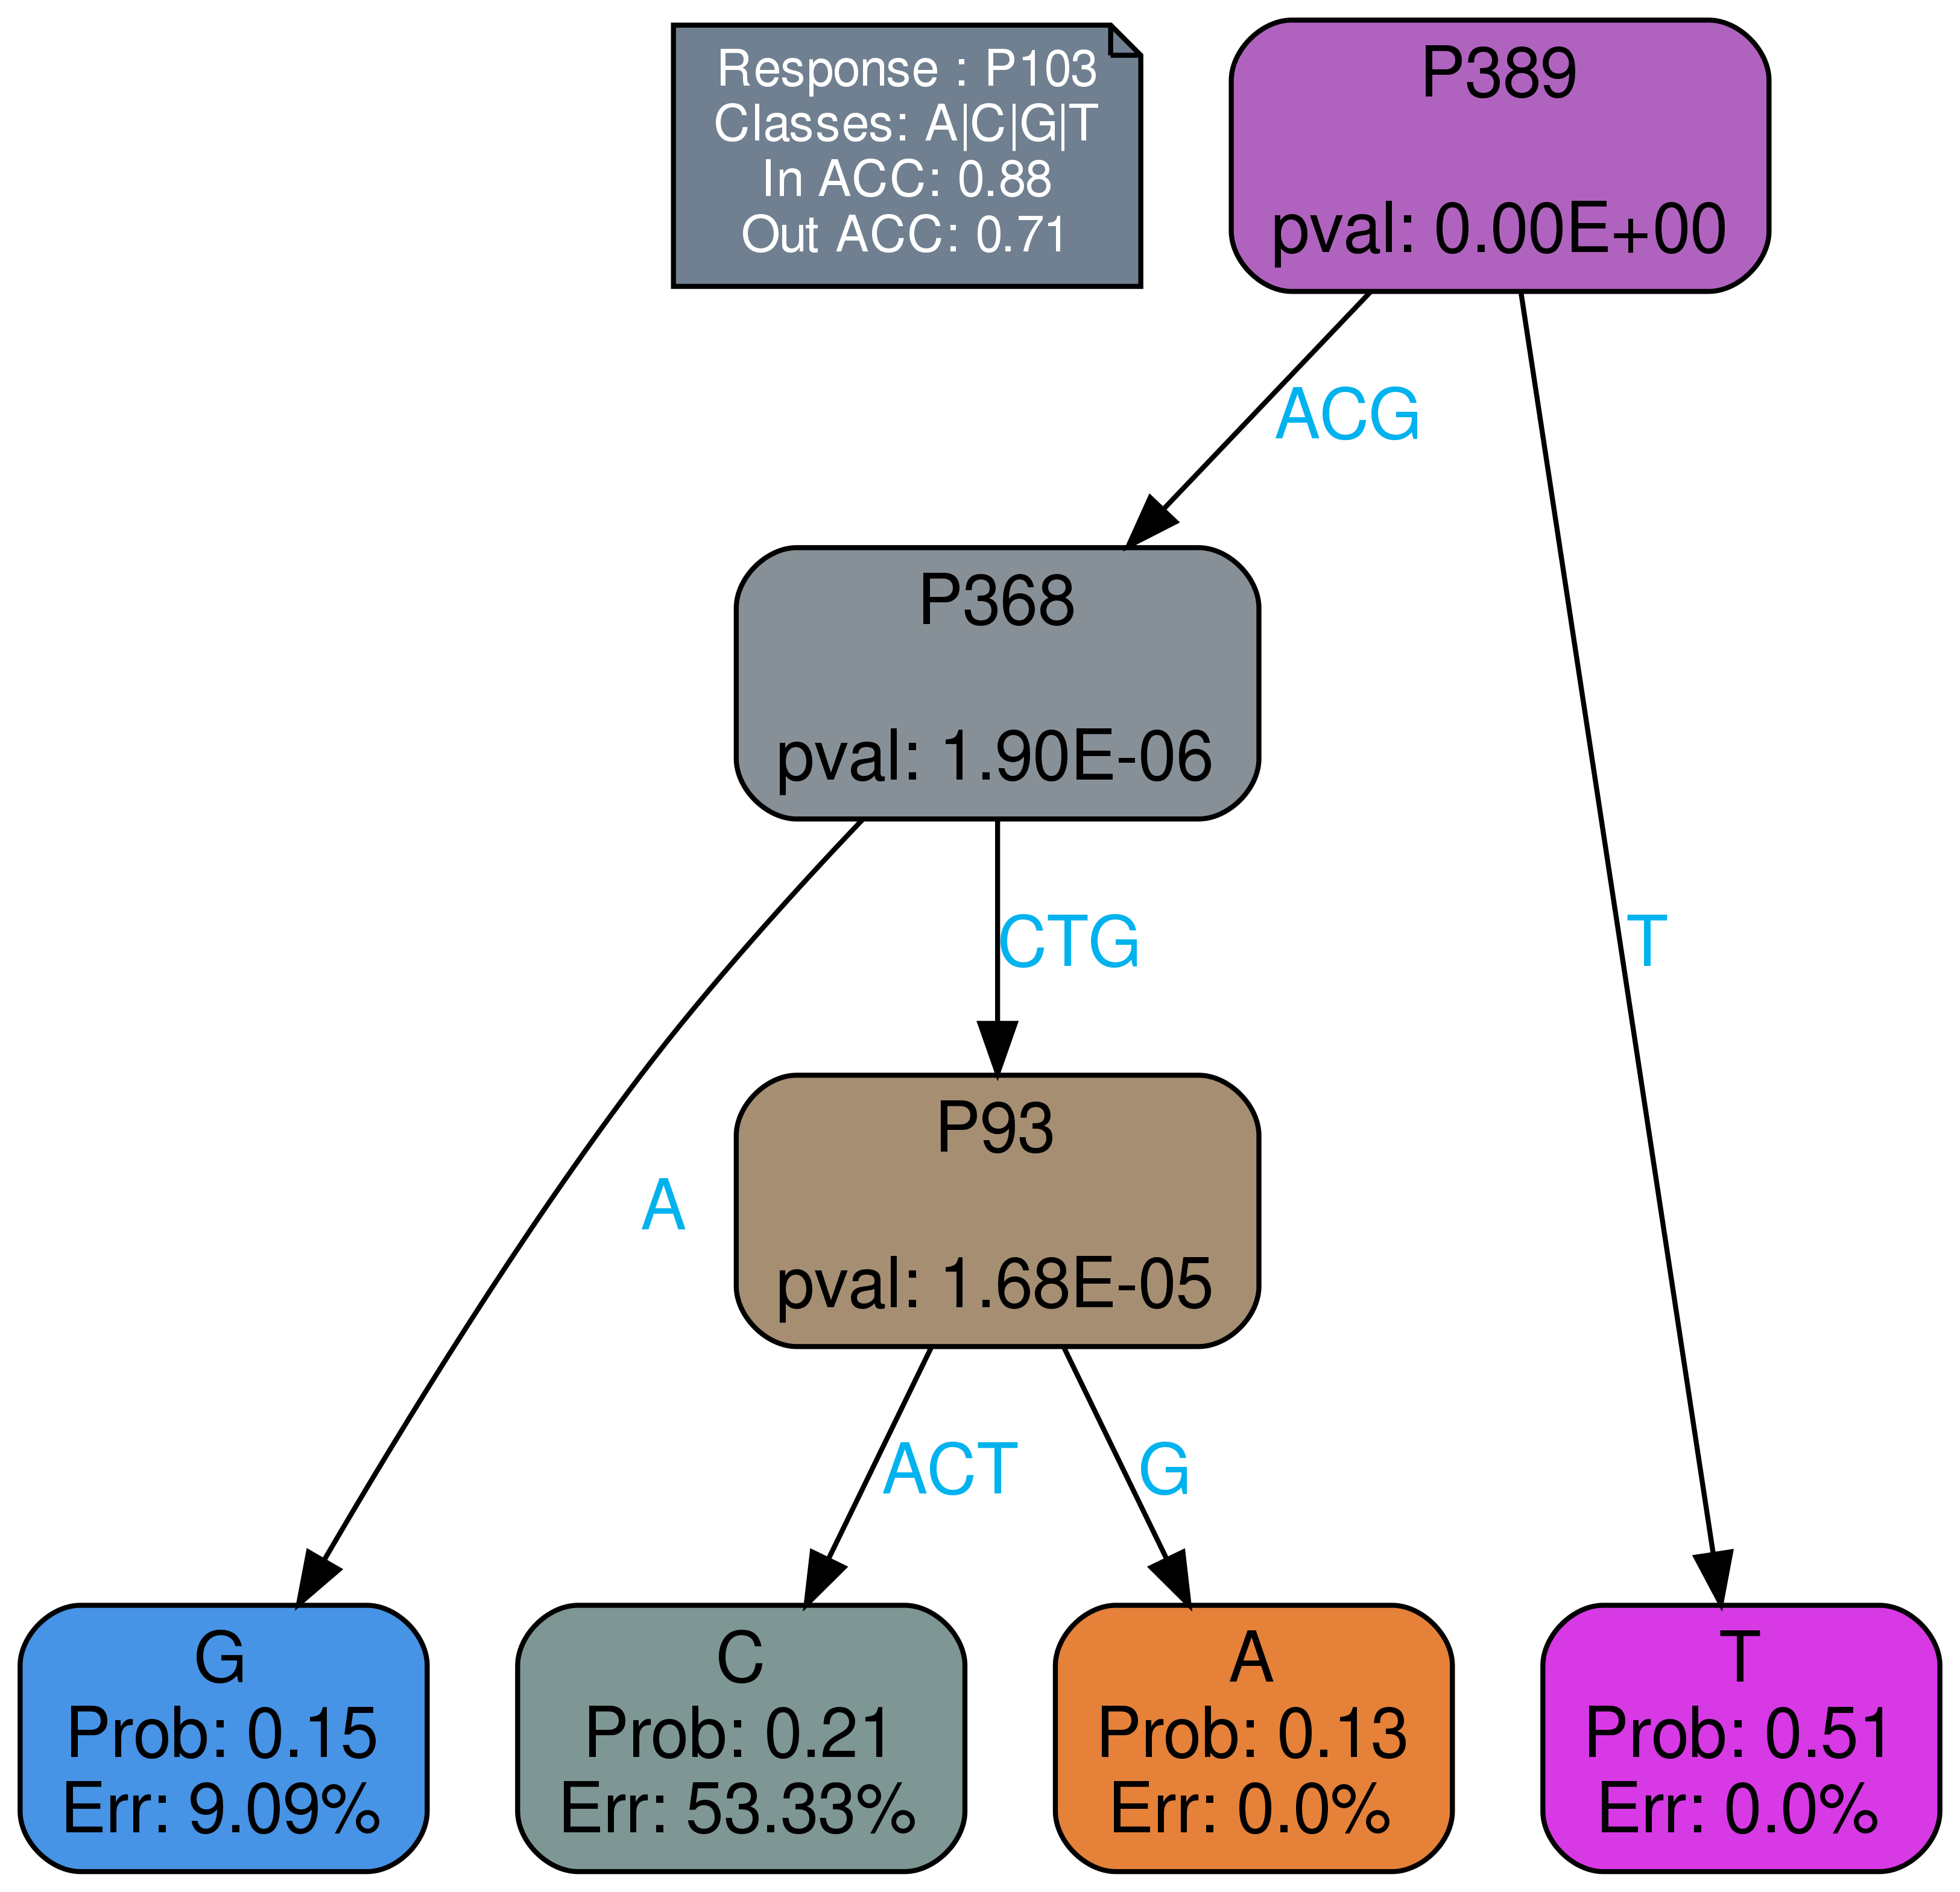 Response : P103
Classes: A|C|G|T
In ACC: 0.88
Out ACC: 0.71
P389
pval: 0.00E+00
ACG
P368
pval: 1.90E-06
CTG
T
P93
pval: 1.68E-05
A
ACT
G
G
Prob: 0.15
Err: 9.09%
C
Prob: 0.21
Err: 53.33%
A
Prob: 0.13
Err: 0.0%
T
Prob: 0.51
Err: 0.0%